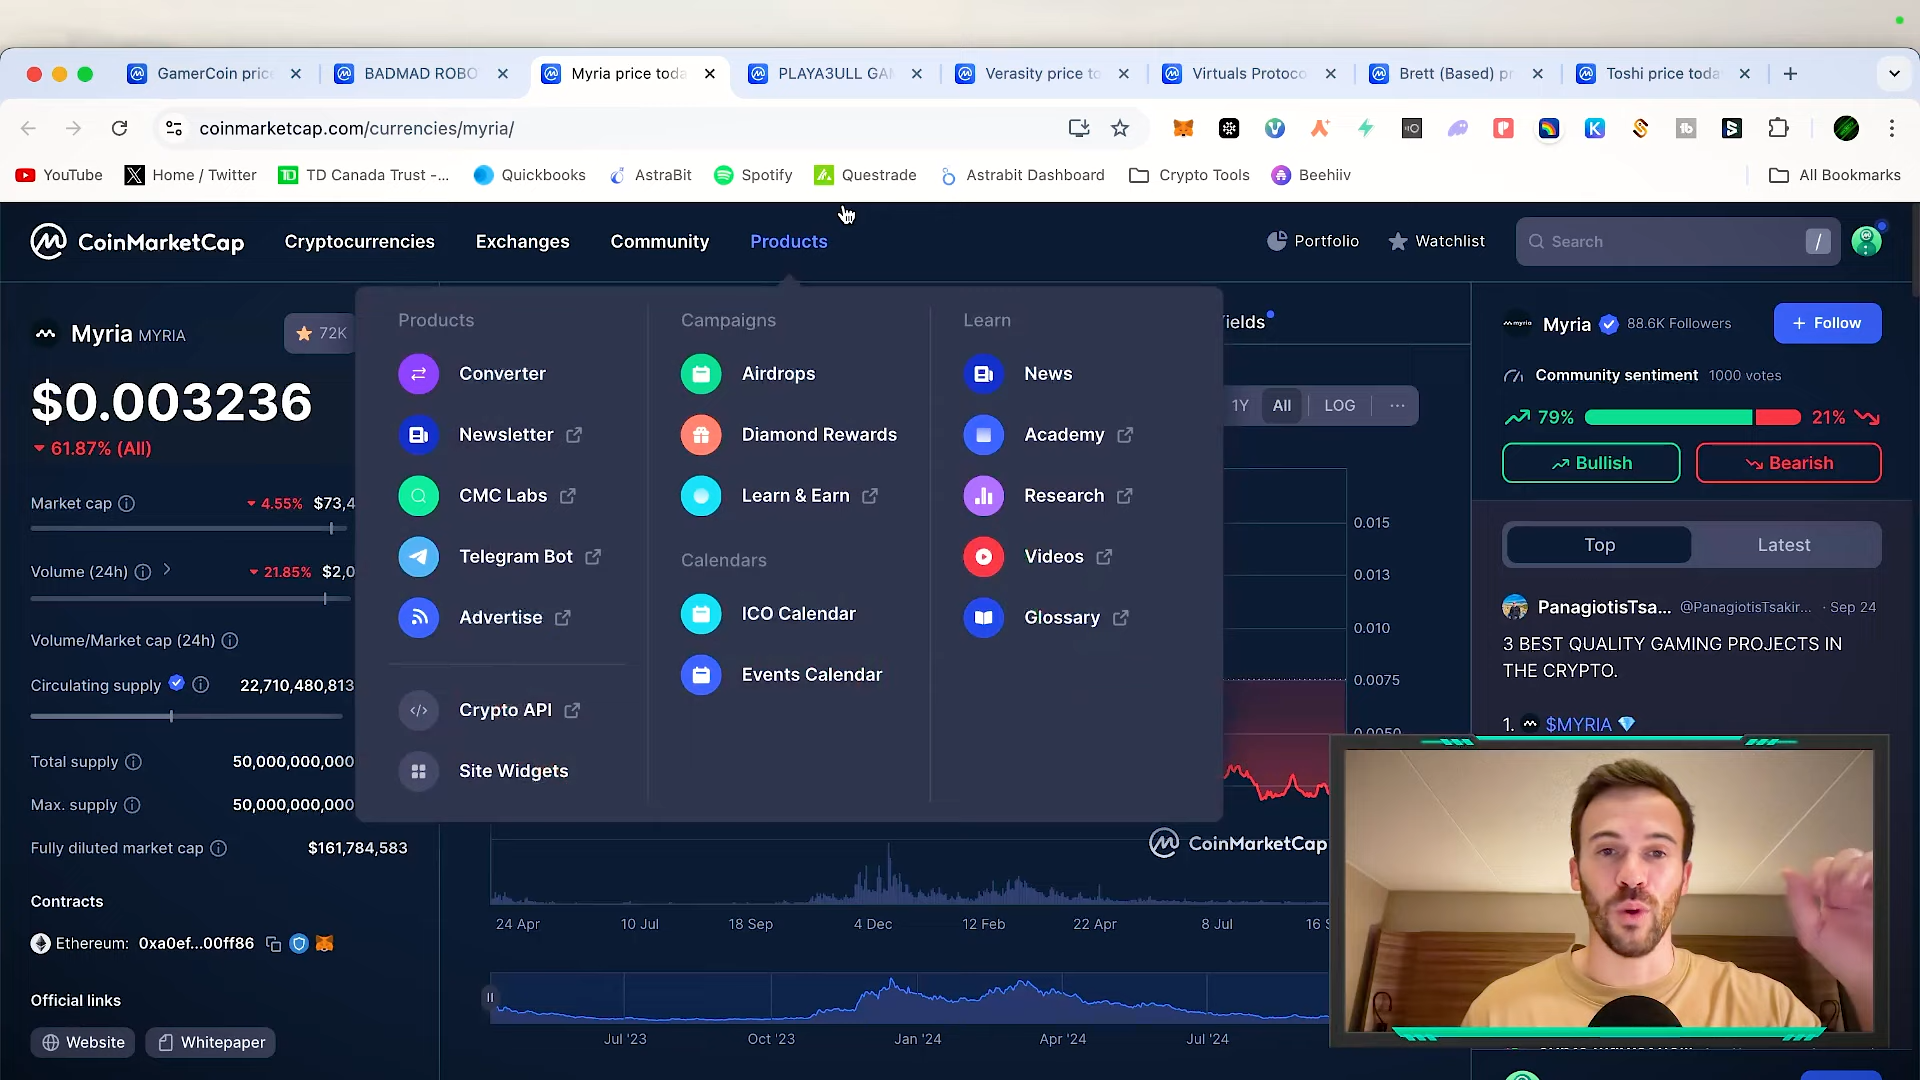 GamerCoin pric
BADMAD ROBO
Myria price toda
PLAYA3ULL GA
Verasity price to
Virtuals Protoco
Brett (Based) p
Toshi price toda
coinmarketcap.com/currencies/myria/
YouTube
Home / Twitter
TD Canada Trust -...
Quickbooks
AstraBit
Spotify
Questrade
Astrabit Dashboard
Crypto Tools
Beehiiv
All Bookmarks
CoinMarketCap
Cryptocurrencies
Exchanges
Community
Products
Portfolio
Watchlist
Search
/
Myria MYRIA
72K
$0.003236
61.87% (All)
Market cap
4.55% $73,4
Volume (24h)
21.85% $2,0
Volume/Market cap (24h)
Circulating supply
22,710,480,813
Total supply
50,000,000,000
Max. supply
50,000,000,000
Fully diluted market cap
$161,784,583
Contracts
Ethereum: 0xa0ef...00ff86
Official links
Website
Whitepaper
Products
Converter
Newsletter
CMC Labs
Telegram Bot
Advertise
Crypto API
Site Widgets
Campaigns
Airdrops
Diamond Rewards
Learn & Earn
Calendars
ICO Calendar
Events Calendar
Learn
News
Academy
Research
Videos
Glossary
ields
1Y
All
LOG
0.015
0.013
0.010
0.0075
0.0050
CoinMarketCap
24 Apr
10 Jul
18 Sep
4 Dec
12 Feb
22 Apr
8 Jul
16 S
Jul '23
Oct '23
Jan '24
Apr '24
Jul '24
Myria
88.6K Followers
+ Follow
Community sentiment 1000 votes
79%
21%
Bullish
Bearish
Top
Latest
PanagiotisTsa... @PanagiotisTsakir... · Sep 24
3 BEST QUALITY GAMING PROJECTS IN
THE CRYPTO.
1. $MYRIA